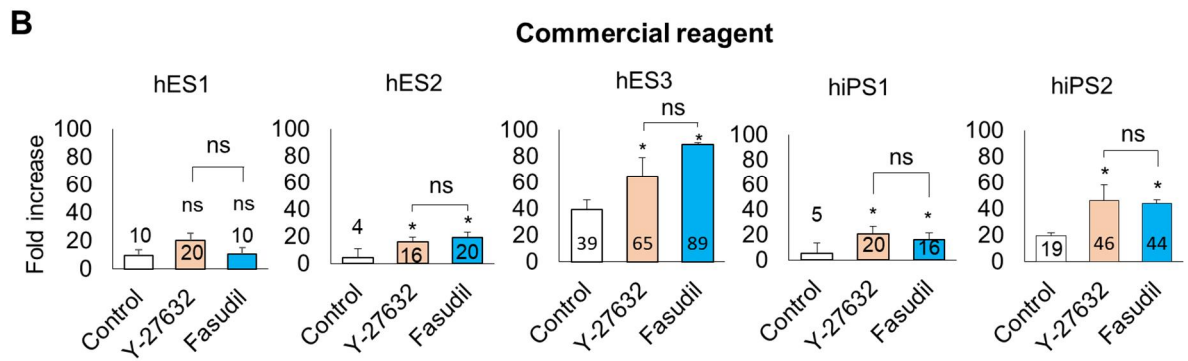 B
Commercial reagent
hES1
hES2
hES3
hiPS1
hiPS2
Fold increase
100
80
60
40
20
0
ns
ns
ns
10
20
10
Control
Y-27632
Fasudil
100
80
60
40
20
0
ns
4
*
*
16
20
Control
Y-27632
Fasudil
100
80
60
40
20
0
ns
*
*
39
65
89
Control
Y-27632
Fasudil
100
80
60
40
20
0
ns
5
*
*
20
16
Control
Y-27632
Fasudil
100
80
60
40
20
0
ns
*
*
19
46
44
Control
Y-27632
Fasudil